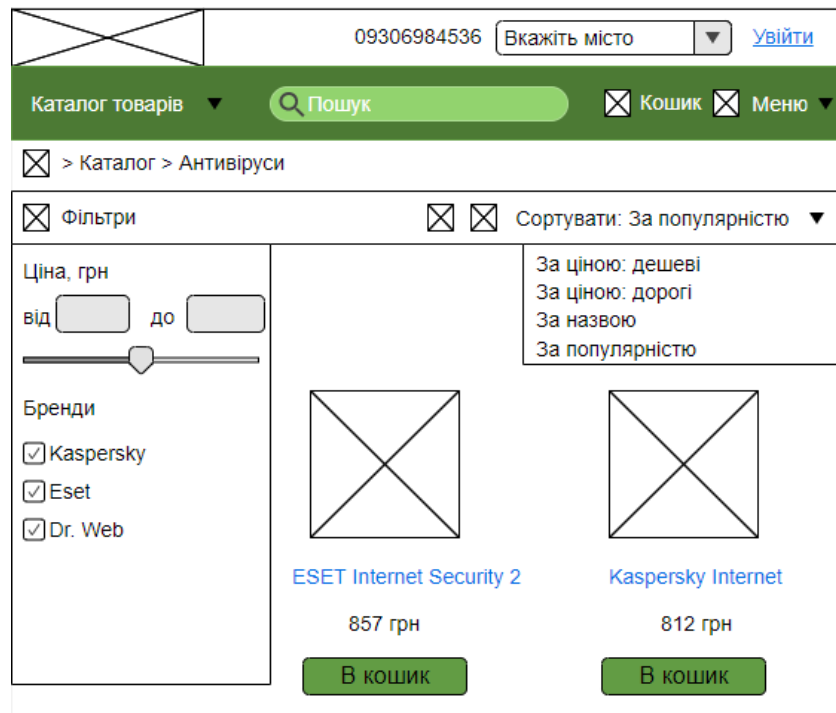 09306984536 Вкажіть місто Увійти
Каталог товарів Пошук Кошик Меню
> Каталог > Антивіруси
Фільтри Сортувати: За популярністю
За ціною: дешеві
За ціною: дорогі
За назвою
За популярністю
Ціна, грн
від до
Бренди
Kaspersky
Eset
Dr. Web
ESET Internet Security 2 Kaspersky Internet
857 грн 812 грн
В кошик В кошик